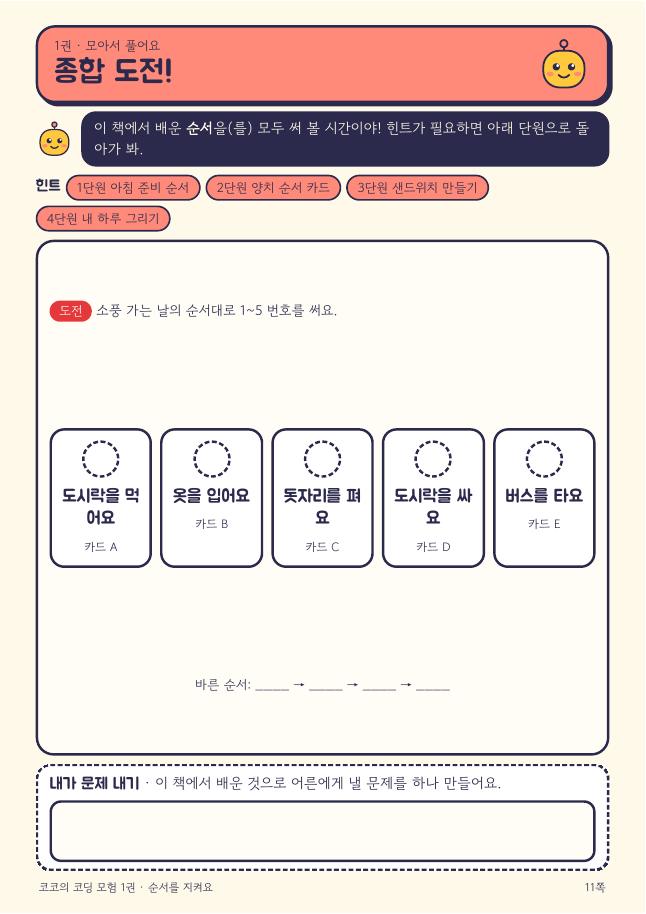 1권 · 모아서 풀어요
종합 도전!
이 책에서 배운 순서을(를) 모두 써 볼 시간이야! 힌트가 필요하면 아래 단원으로 돌
아가 봐.
힌트 1단원 아침 준비 순서 2단원 양치 순서 카드 3단원 샌드위치 만들기
4단원 내 하루 그리기
도전 소풍 가는 날의 순서대로 1~5 번호를 써요.
도시락을 먹
어요
카드 A
옷을 입어요
카드 B
돗자리를 펴
요
카드 C
도시락을 싸
요
카드 D
버스를 타요
카드 E
바른 순서: ____ → ____ → ____ → ____
내가 문제 내기 · 이 책에서 배운 것으로 어른에게 낼 문제를 하나 만들어요.
코코의 코딩 모험 1권 · 순서를 지켜요 11쪽